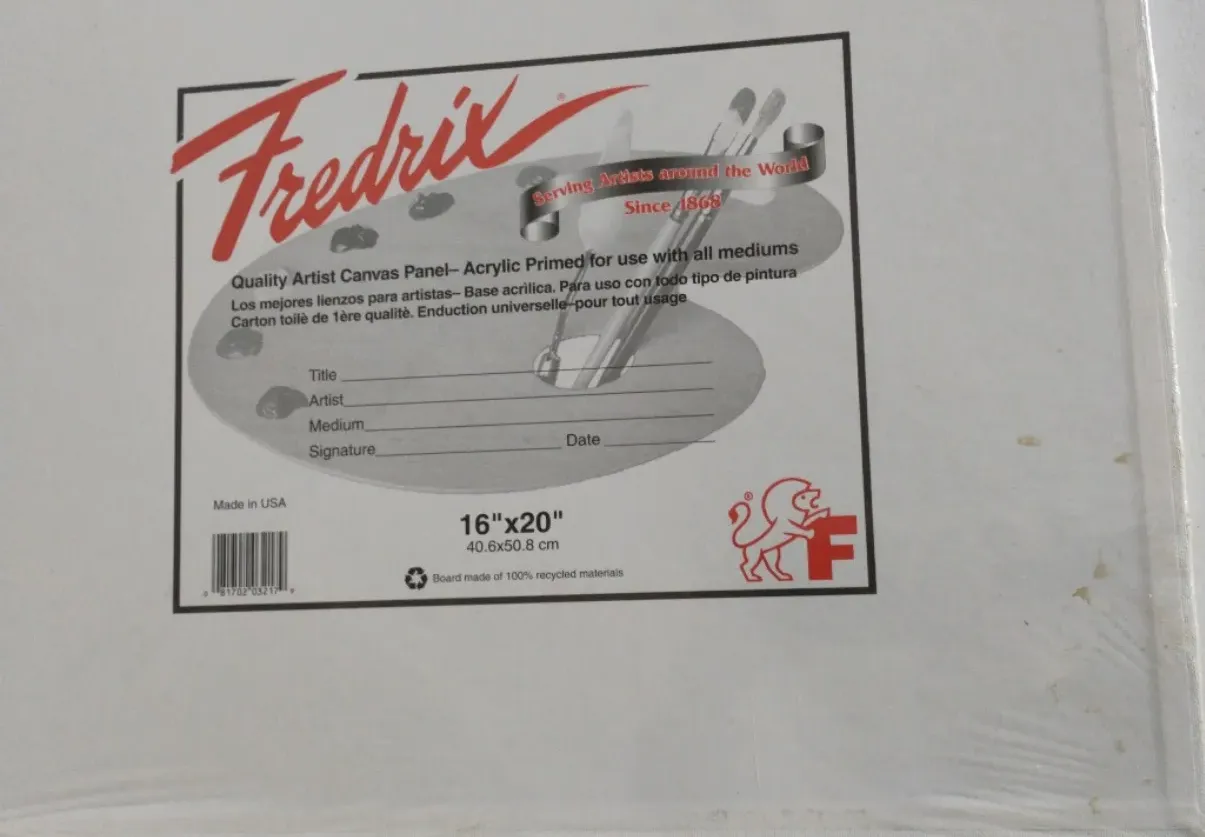 Fredrix®
Serving Artists around the World
Since 1868
Quality Artist Canvas Panel– Acrylic Primed for use with all mediums
Los mejores lienzos para artistas– Base acrilica. Para uso con todo tipo de pintura
Carton toilè de 1ère qualitè. Enduction universelle–pour tout usage
Title
Artist
Medium
Signature Date
Made in USA
16"x20"
40.6x50.8 cm
Board made of 100% recycled materials
®
F
81702 03217